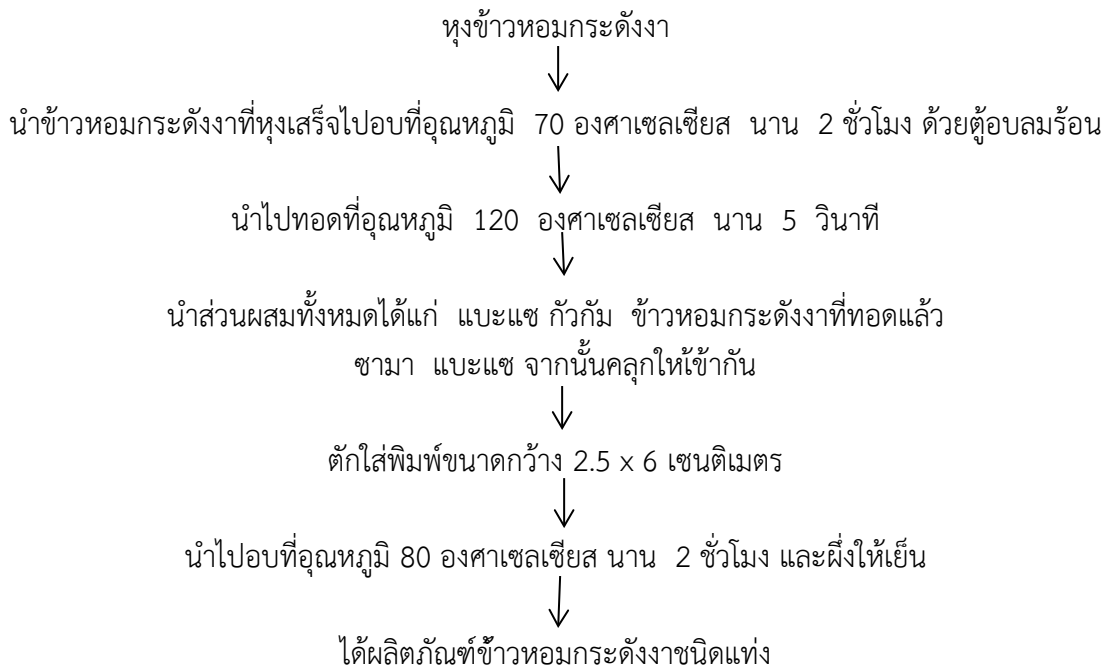 หุงข้าวหอมกระดังงา
นำข้าวหอมกระดังงาที่หุงเสร็จไปอบที่อุณหภูมิ 70 องศาเซลเซียส นาน 2 ชั่วโมง ด้วยตู้อบลมร้อน
นำไปทอดที่อุณหภูมิ 120 องศาเซลเซียส นาน 5 วินาที
นำส่วนผสมทั้งหมดได้แก่ แบะแซ กัวกัม ข้าวหอมกระดังงาที่ทอดแล้ว
ซามา แบะแซ จากนั้นคลุกให้เข้ากัน
ตักใส่พิมพ์ขนาดกว้าง 2.5 x 6 เซนติเมตร
นำไปอบที่อุณหภูมิ 80 องศาเซลเซียส นาน 2 ชั่วโมง และผึ่งให้เย็น
ได้ผลิตภัณฑ์ข้าวหอมกระดังงาชนิดแท่ง